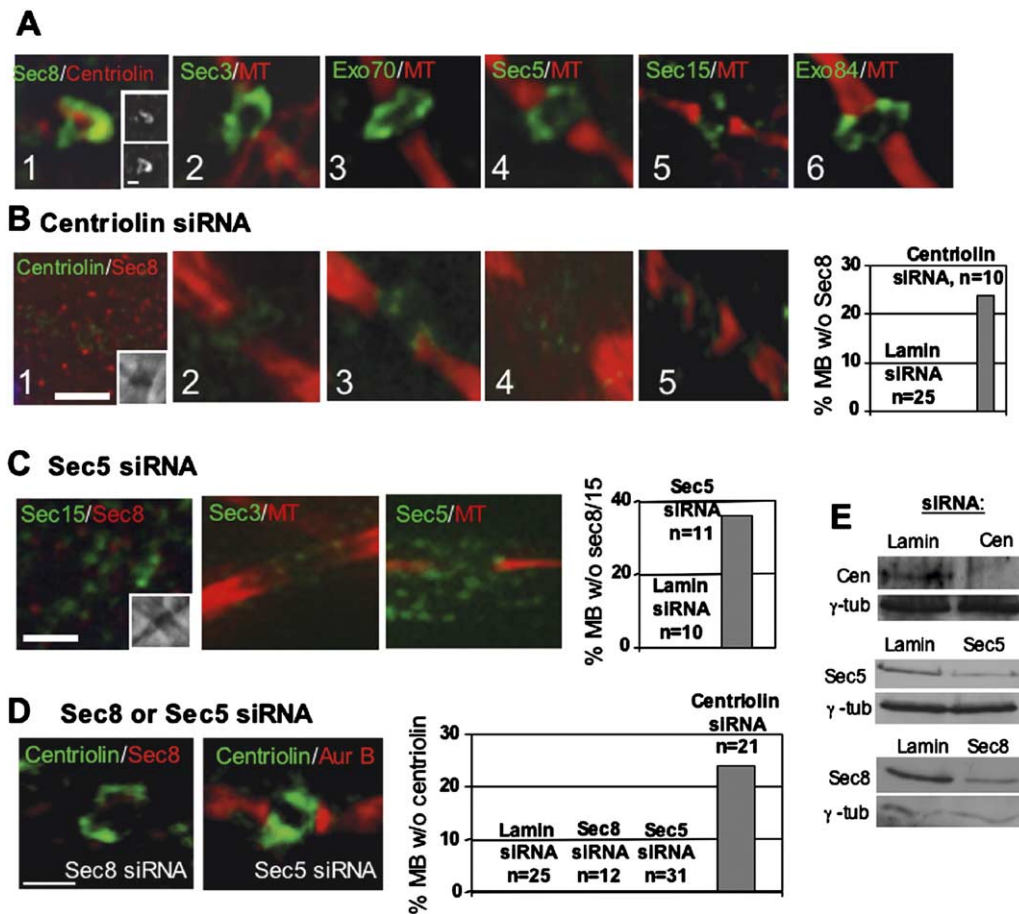 A
Sec8/Centriolin
Sec3/MT
Exo70/MT
Sec5/MT
Sec15/MT
Exo84/MT
1
2
3
4
5
6
B Centriolin siRNA
Centriolin/Sec8
1
2
3
4
5
% MB w/o Sec8
30
20
10
0
Centriolin
siRNA, n=10
Lamin
siRNA
n=25
C Sec5 siRNA
Sec15/Sec8
Sec3/MT
Sec5/MT
% MB w/o sec8/15
40
20
0
Sec5
siRNA
n=11
Lamin
siRNA
n=10
D Sec8 or Sec5 siRNA
Centriolin/Sec8
Sec8 siRNA
Centriolin/Aur B
Sec5 siRNA
% MB w/o centriolin
30
20
10
0
Lamin
siRNA
n=25
Sec8
siRNA
n=12
Sec5
siRNA
n=31
Centriolin
siRNA
n=21
E
siRNA:
Lamin Cen
Cen
γ-tub
Lamin Sec5
Sec5
γ-tub
Lamin Sec8
Sec8
γ-tub